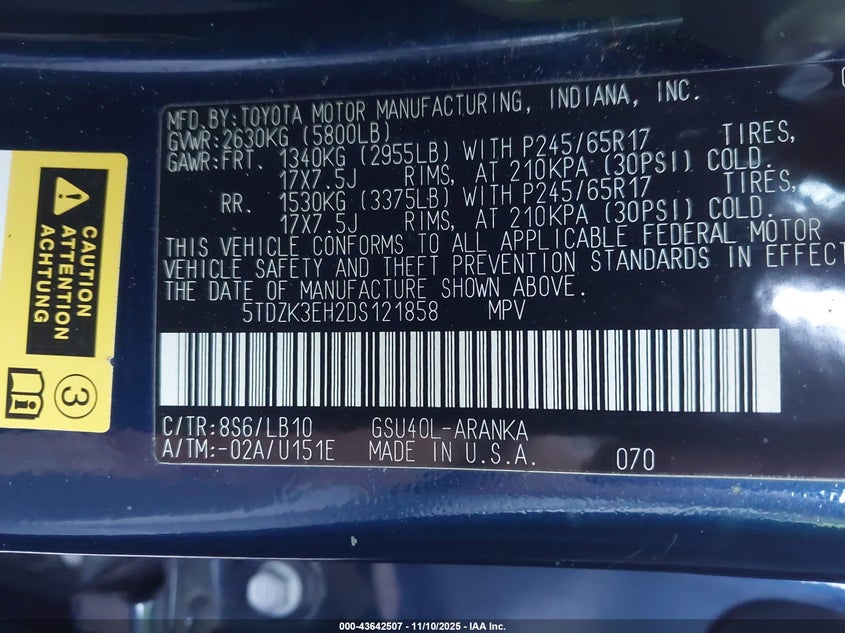 MFD.BY:TOYOTA MOTOR MANUFACTURING, INDIANA, INC.
GVWR:2630KG (5800LB)
GAWR:FRT. 1340KG (2955LB) WITH P245/65R17 TIRES,
17X7.5J RIMS, AT 210KPA (30PSI) COLD.
RR. 1530KG (3375LB) WITH P245/65R17 TIRES,
17X7.5J RIMS, AT 210KPA (30PSI) COLD.
THIS VEHICLE CONFORMS TO ALL APPLICABLE FEDERAL MOTOR
VEHICLE SAFETY AND THEFT PREVENTION STANDARDS IN EFFECT
THE DATE OF MANUFACTURE SHOWN ABOVE.
5TDZK3EH2DS121858 MPV
C/TR:8S6/LB10 GSU40L-ARANKA
A/TM:-02A/U151E MADE IN U.S.A. 070
CAUTION
ATTENTION
ACHTUNG
3
000-43642507 - 11/10/2025 - IAA Inc.